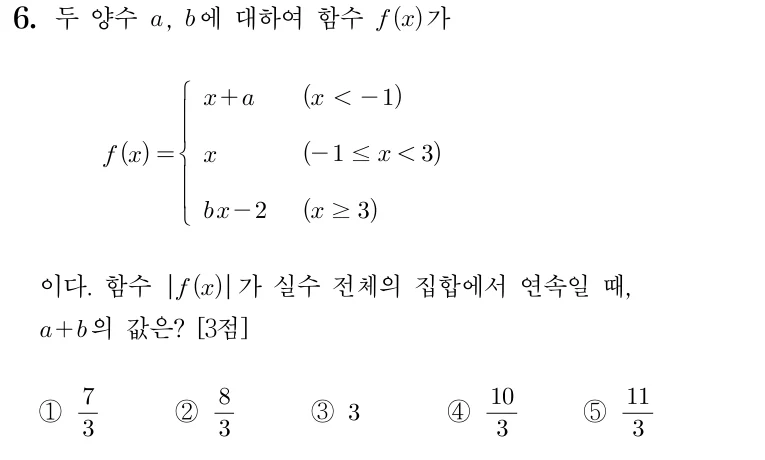 6. 두 양수 a, b에 대하여 함수 f(x)가
f(x) = { x+a (x < -1)
x (-1 ≤ x < 3)
bx-2 (x ≥ 3)
이다. 함수 |f(x)|가 실수 전체의 집합에서 연속일 때,
a+b의 값은? [3점]
① 7/3 ② 8/3 ③ 3 ④ 10/3 ⑤ 11/3